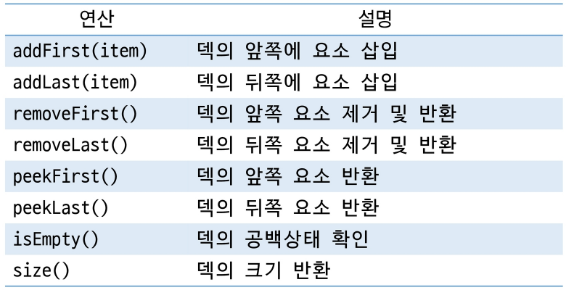 연산 설명
addFirst(item) 덱의 앞쪽에 요소 삽입
addLast(item) 덱의 뒤쪽에 요소 삽입
removeFirst() 덱의 앞쪽 요소 제거 및 반환
removeLast() 덱의 뒤쪽 요소 제거 및 반환
peekFirst() 덱의 앞쪽 요소 반환
peekLast() 덱의 뒤쪽 요소 반환
isEmpty() 덱의 공백상태 확인
size() 덱의 크기 반환